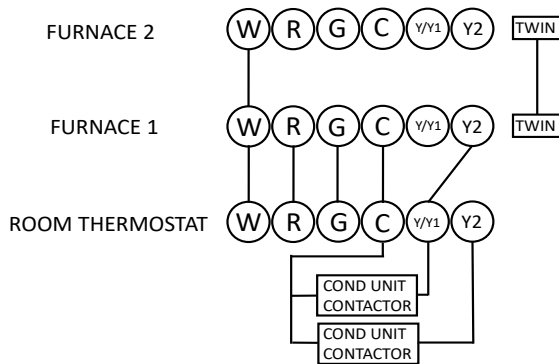 FURNACE 2 W R G C Y/Y1 Y2 TWIN
FURNACE 1 W R G C Y/Y1 Y2 TWIN
ROOM THERMOSTAT W R G C Y/Y1 Y2
COND UNIT
CONTACTOR
COND UNIT
CONTACTOR